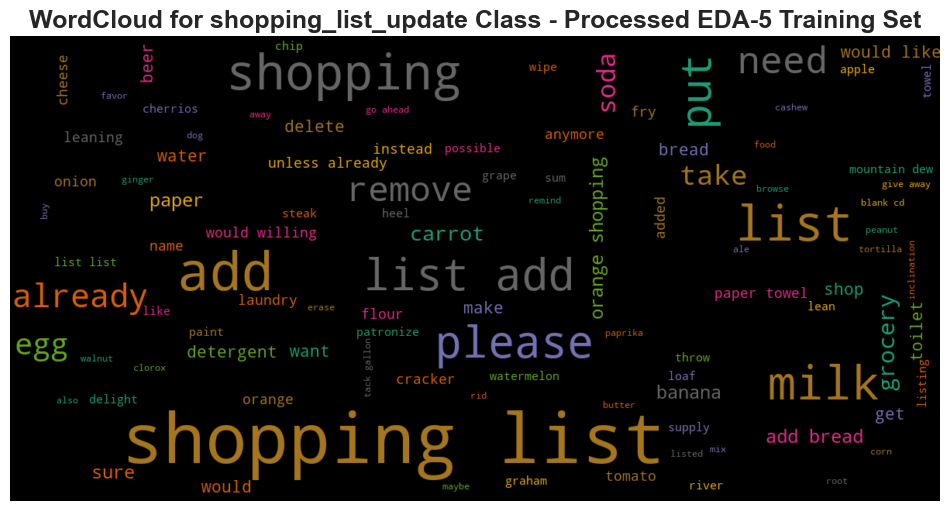 WordCloud for shopping_list_update Class - Processed EDA-5 Training Set
chip
would like
cheese
beer
shopping
wipe
soda
put
need
apple
towel
favor
cherrios
away
go ahead
fry
cashew
leaning
dog
delete
instead
possible
anymore
bread
food
water
unless already
orange shopping
take
mountain dew
onion
ginger
paper
remove
grape
sum
browse
give away
buy
steak
heel
remind
added
list
blank cd
name
would willing
carrot
peanut
list list
add
list add
ale
tortilla
inclination
already
like
laundry
erase
flour
make
paper towel
shop
lean
grocery
toilet
egg
paint
patronize
please
paprika
walnut
detergent
want
tack gallon
throw
clorox
cracker
watermelon
loaf
milk
listing
also
delight
orange
rid
butter
banana
get
shopping list
supply
add bread
listed
mix
corn
sure
would
maybe
graham
tomato
river
root